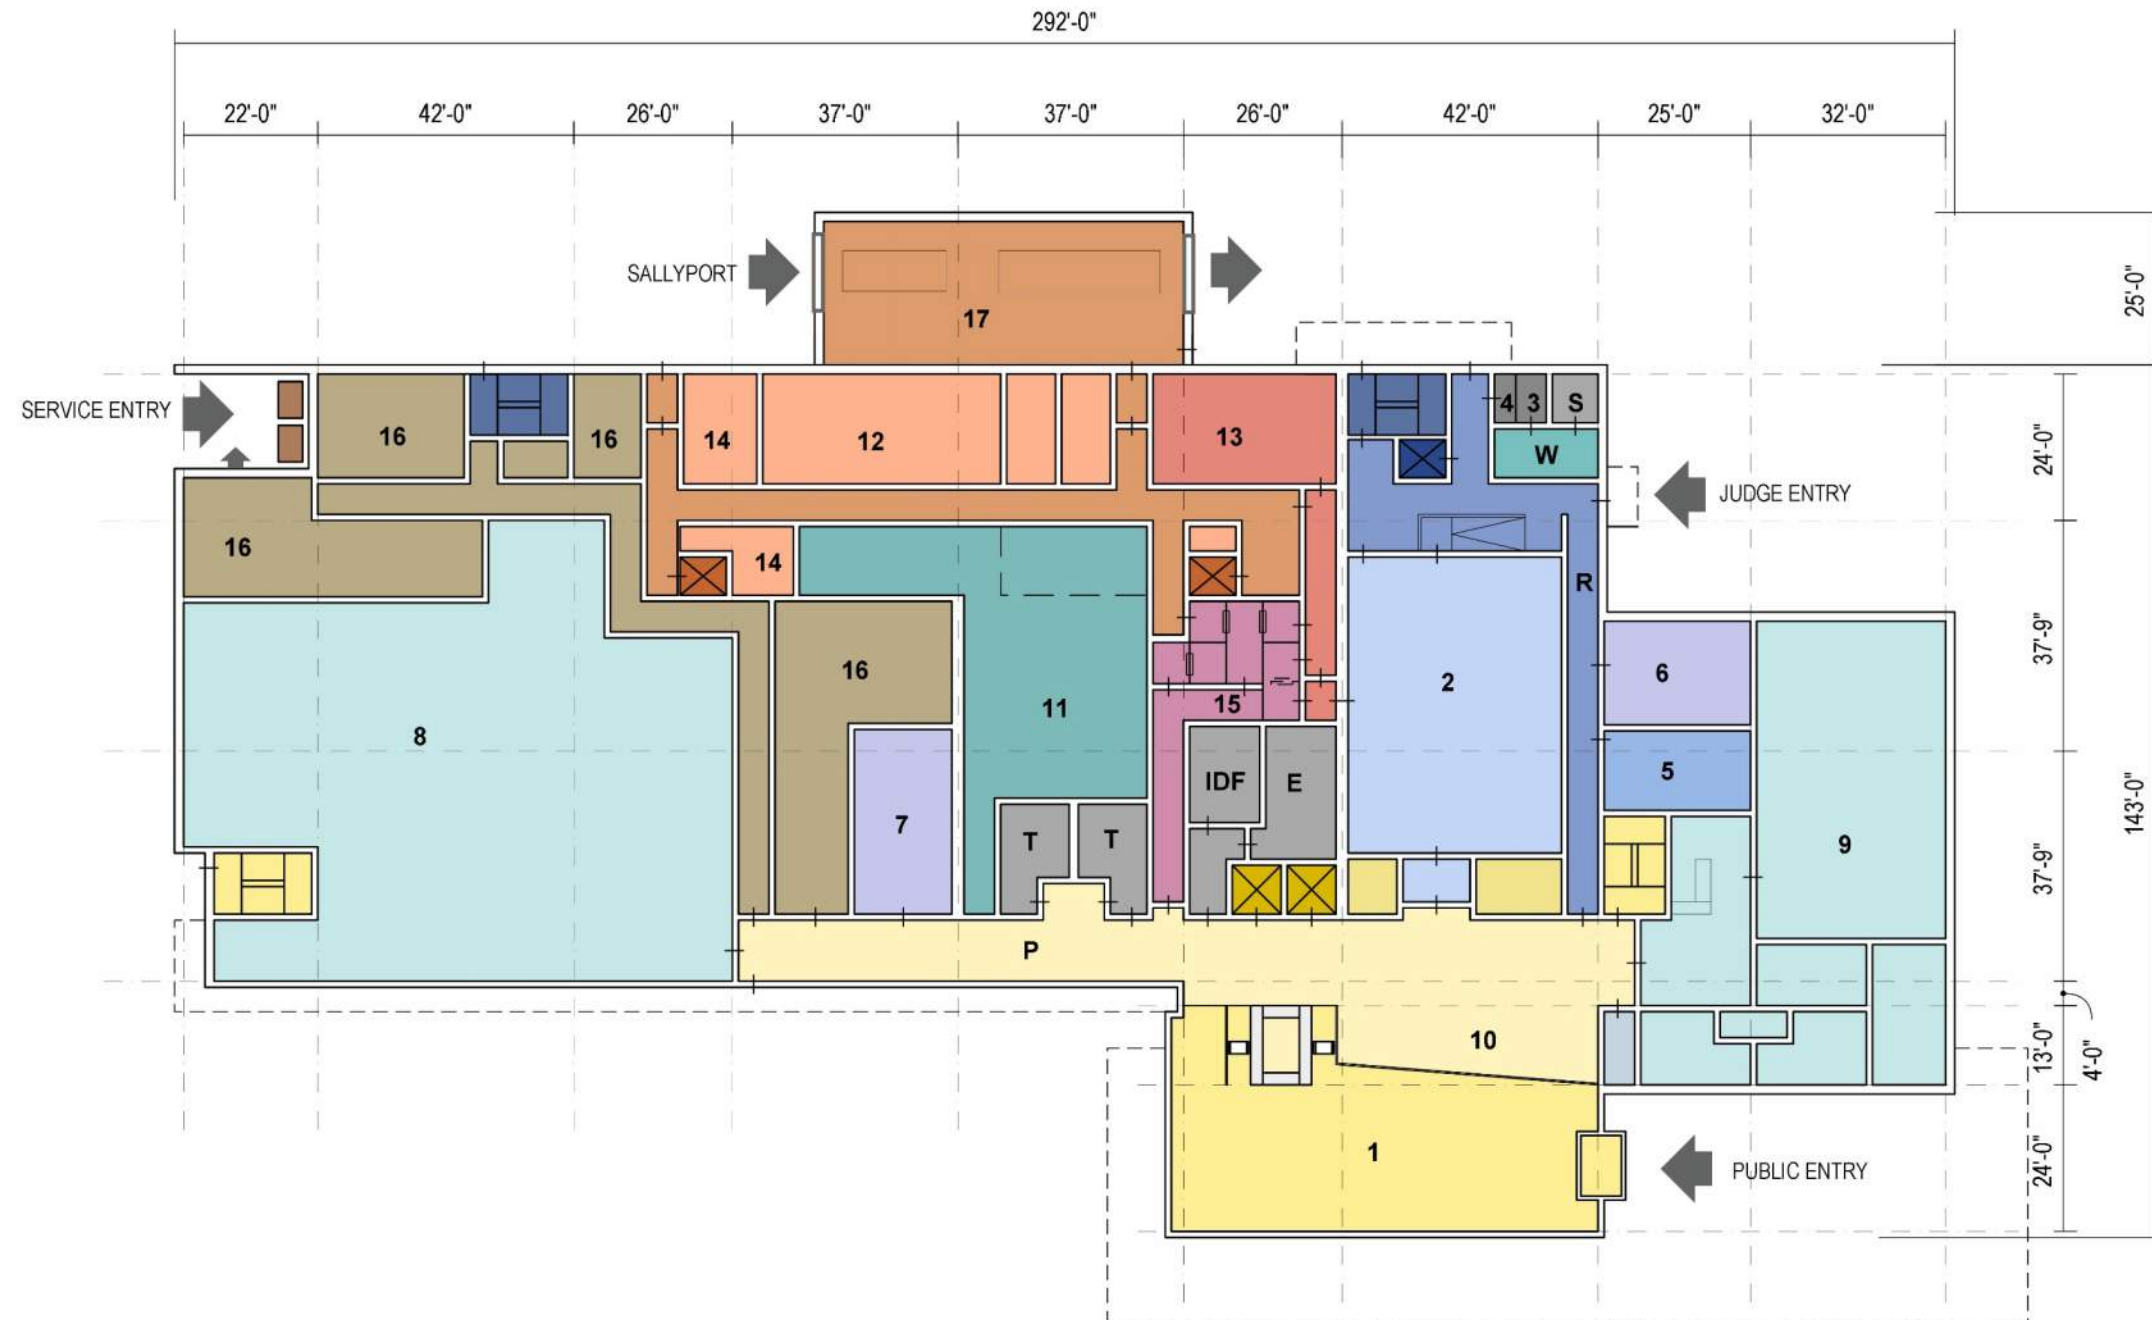 292'-0"
22'-0" 42'-0" 26'-0" 37'-0" 37'-0" 26'-0" 42'-0" 25'-0" 32'-0"
SALLYPORT
17
25'-0"
SERVICE ENTRY
16
16
14
12
13
4 3 S
W
24'-0"
JUDGE ENTRY
16
14
R
37'-9"
16
2
6
8
11
15
5
IDF
E
7
T
T
9
37'-9"
143'-0"
P
10
13'-0"
4'-0"
1
24'-0"
PUBLIC ENTRY